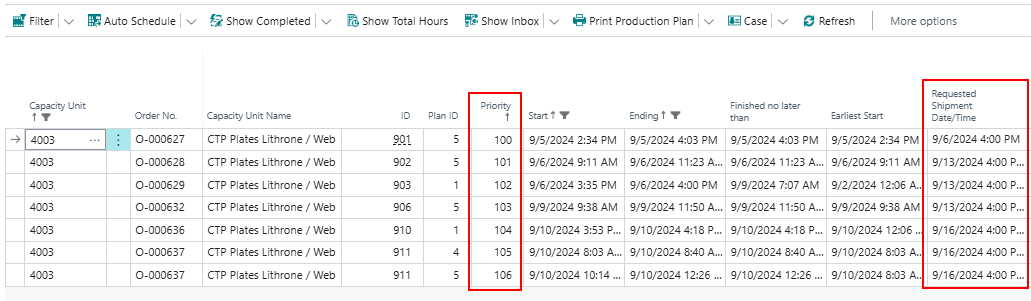 Filter Auto Schedule Show Completed Show Total Hours Show Inbox Print Production Plan Case Refresh More options
Requested
Capacity Unit Priority Finished no later Shipment
↑ Order No. Capacity Unit Name ID Plan ID ↑ Start ↑ Ending ↑ than Earliest Start Date/Time
→ 4003 ... O-000627 CTP Plates Lithrone / Web 901 5 100 9/5/2024 2:34 PM 9/5/2024 4:03 PM 9/5/2024 4:03 PM 9/5/2024 2:34 PM 9/6/2024 4:00 PM
4003 O-000628 CTP Plates Lithrone / Web 902 5 101 9/6/2024 9:11 AM 9/6/2024 11:23 A... 9/6/2024 11:23 A... 9/6/2024 9:11 AM 9/13/2024 4:00 P...
4003 O-000629 CTP Plates Lithrone / Web 903 1 102 9/6/2024 3:35 PM 9/6/2024 4:00 PM 9/9/2024 7:07 AM 9/2/2024 12:06 A... 9/13/2024 4:00 P...
4003 O-000632 CTP Plates Lithrone / Web 906 5 103 9/9/2024 9:38 AM 9/9/2024 11:50 A... 9/9/2024 11:50 A... 9/9/2024 9:38 AM 9/13/2024 4:00 P...
4003 O-000636 CTP Plates Lithrone / Web 910 1 104 9/10/2024 3:53 P... 9/10/2024 4:18 P... 9/10/2024 4:18 P... 9/10/2024 12:06 ... 9/16/2024 4:00 P...
4003 O-000637 CTP Plates Lithrone / Web 911 4 105 9/10/2024 8:03 A... 9/10/2024 8:40 A... 9/10/2024 8:40 A... 9/10/2024 8:03 A... 9/16/2024 4:00 P...
4003 O-000637 CTP Plates Lithrone / Web 911 5 106 9/10/2024 10:14 ... 9/10/2024 12:26 ... 9/10/2024 12:26 ... 9/10/2024 8:03 A... 9/16/2024 4:00 P...